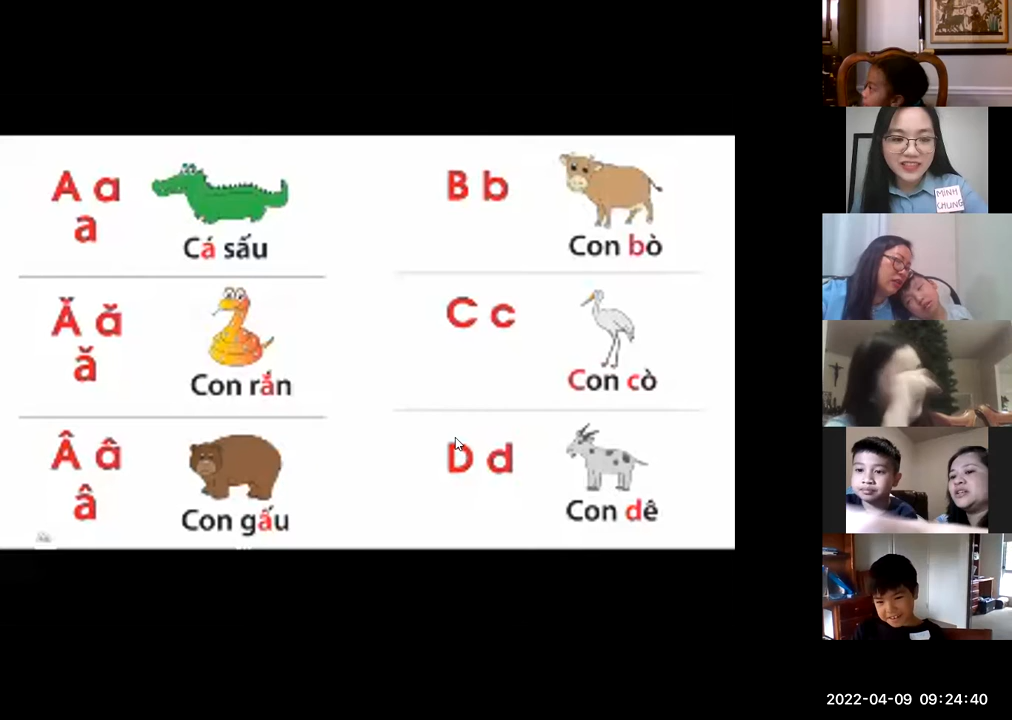 A a
a
Cá sấu
Ă ă
ă
Con rắn
Â â
â
Con gấu
B b
Con bò
C c
Con cò
D d
Con dê
MINH
CHUNG
2022-04-09 09:24:40